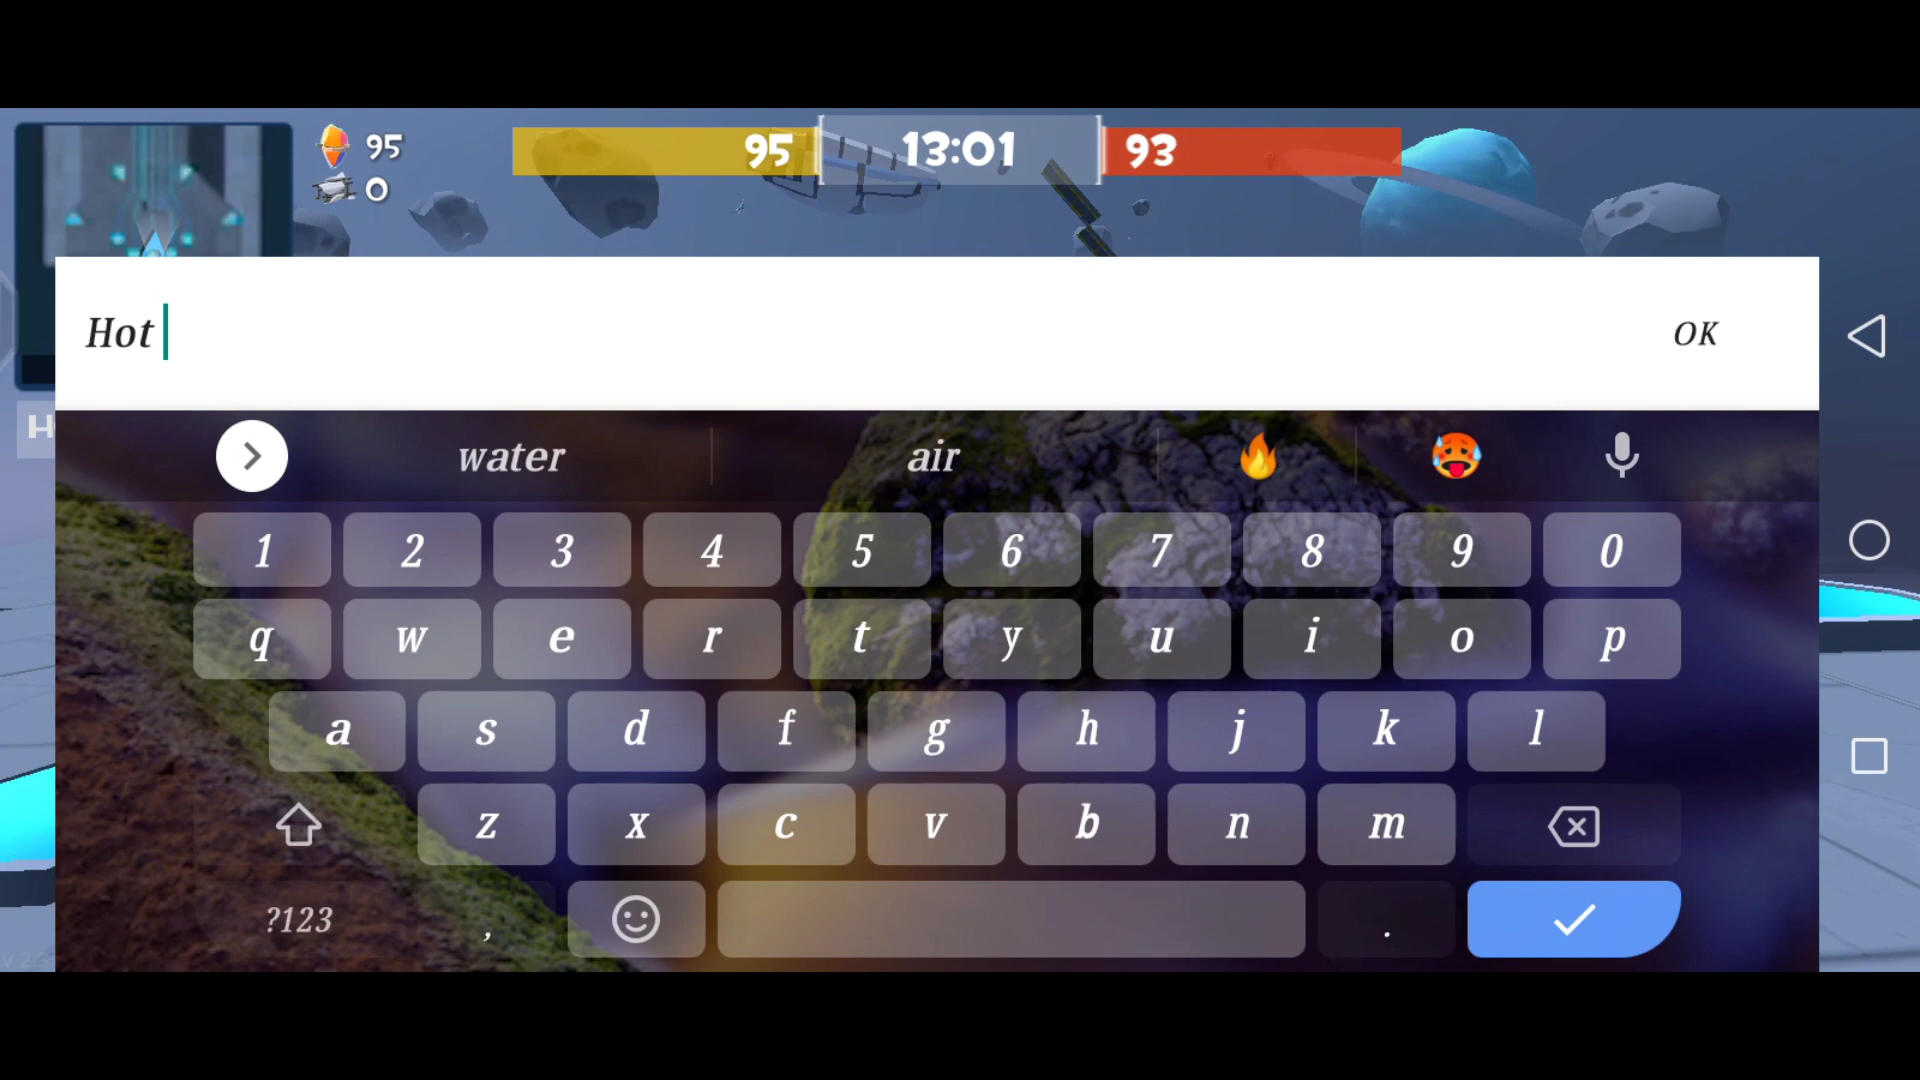 95
0
95 13:01 93
Hot
OK
H
water air
1 2 3 4 5 6 7 8 9 0
q w e r t y u i o p
a s d f g h j k l
z x c v b n m
?123 , .